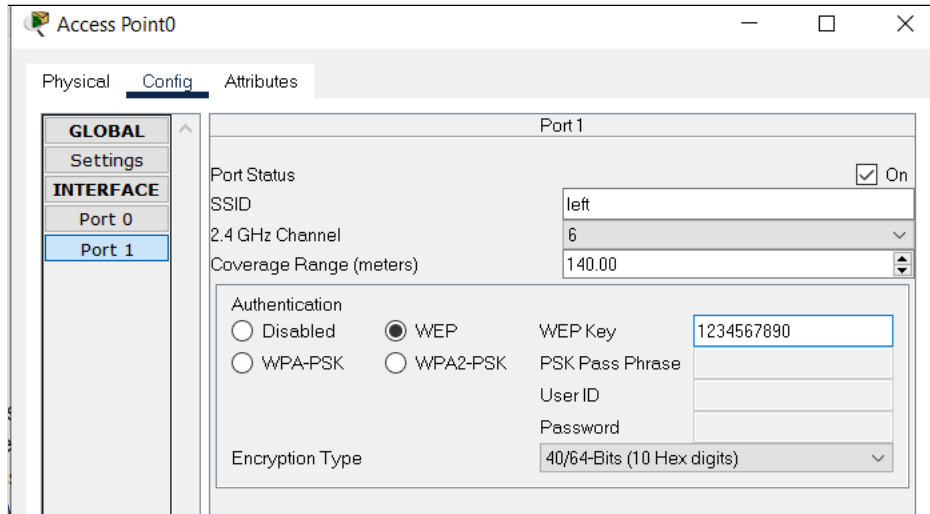 Access Point0
Physical Config Attributes
GLOBAL
Settings
INTERFACE
Port 0
Port 1
Port 1
Port Status On
SSID left
2.4 GHz Channel 6
Coverage Range (meters) 140.00
Authentication
Disabled WEP WEP Key 1234567890
WPA-PSK WPA2-PSK PSK Pass Phrase
User ID
Password
Encryption Type 40/64-Bits (10 Hex digits)